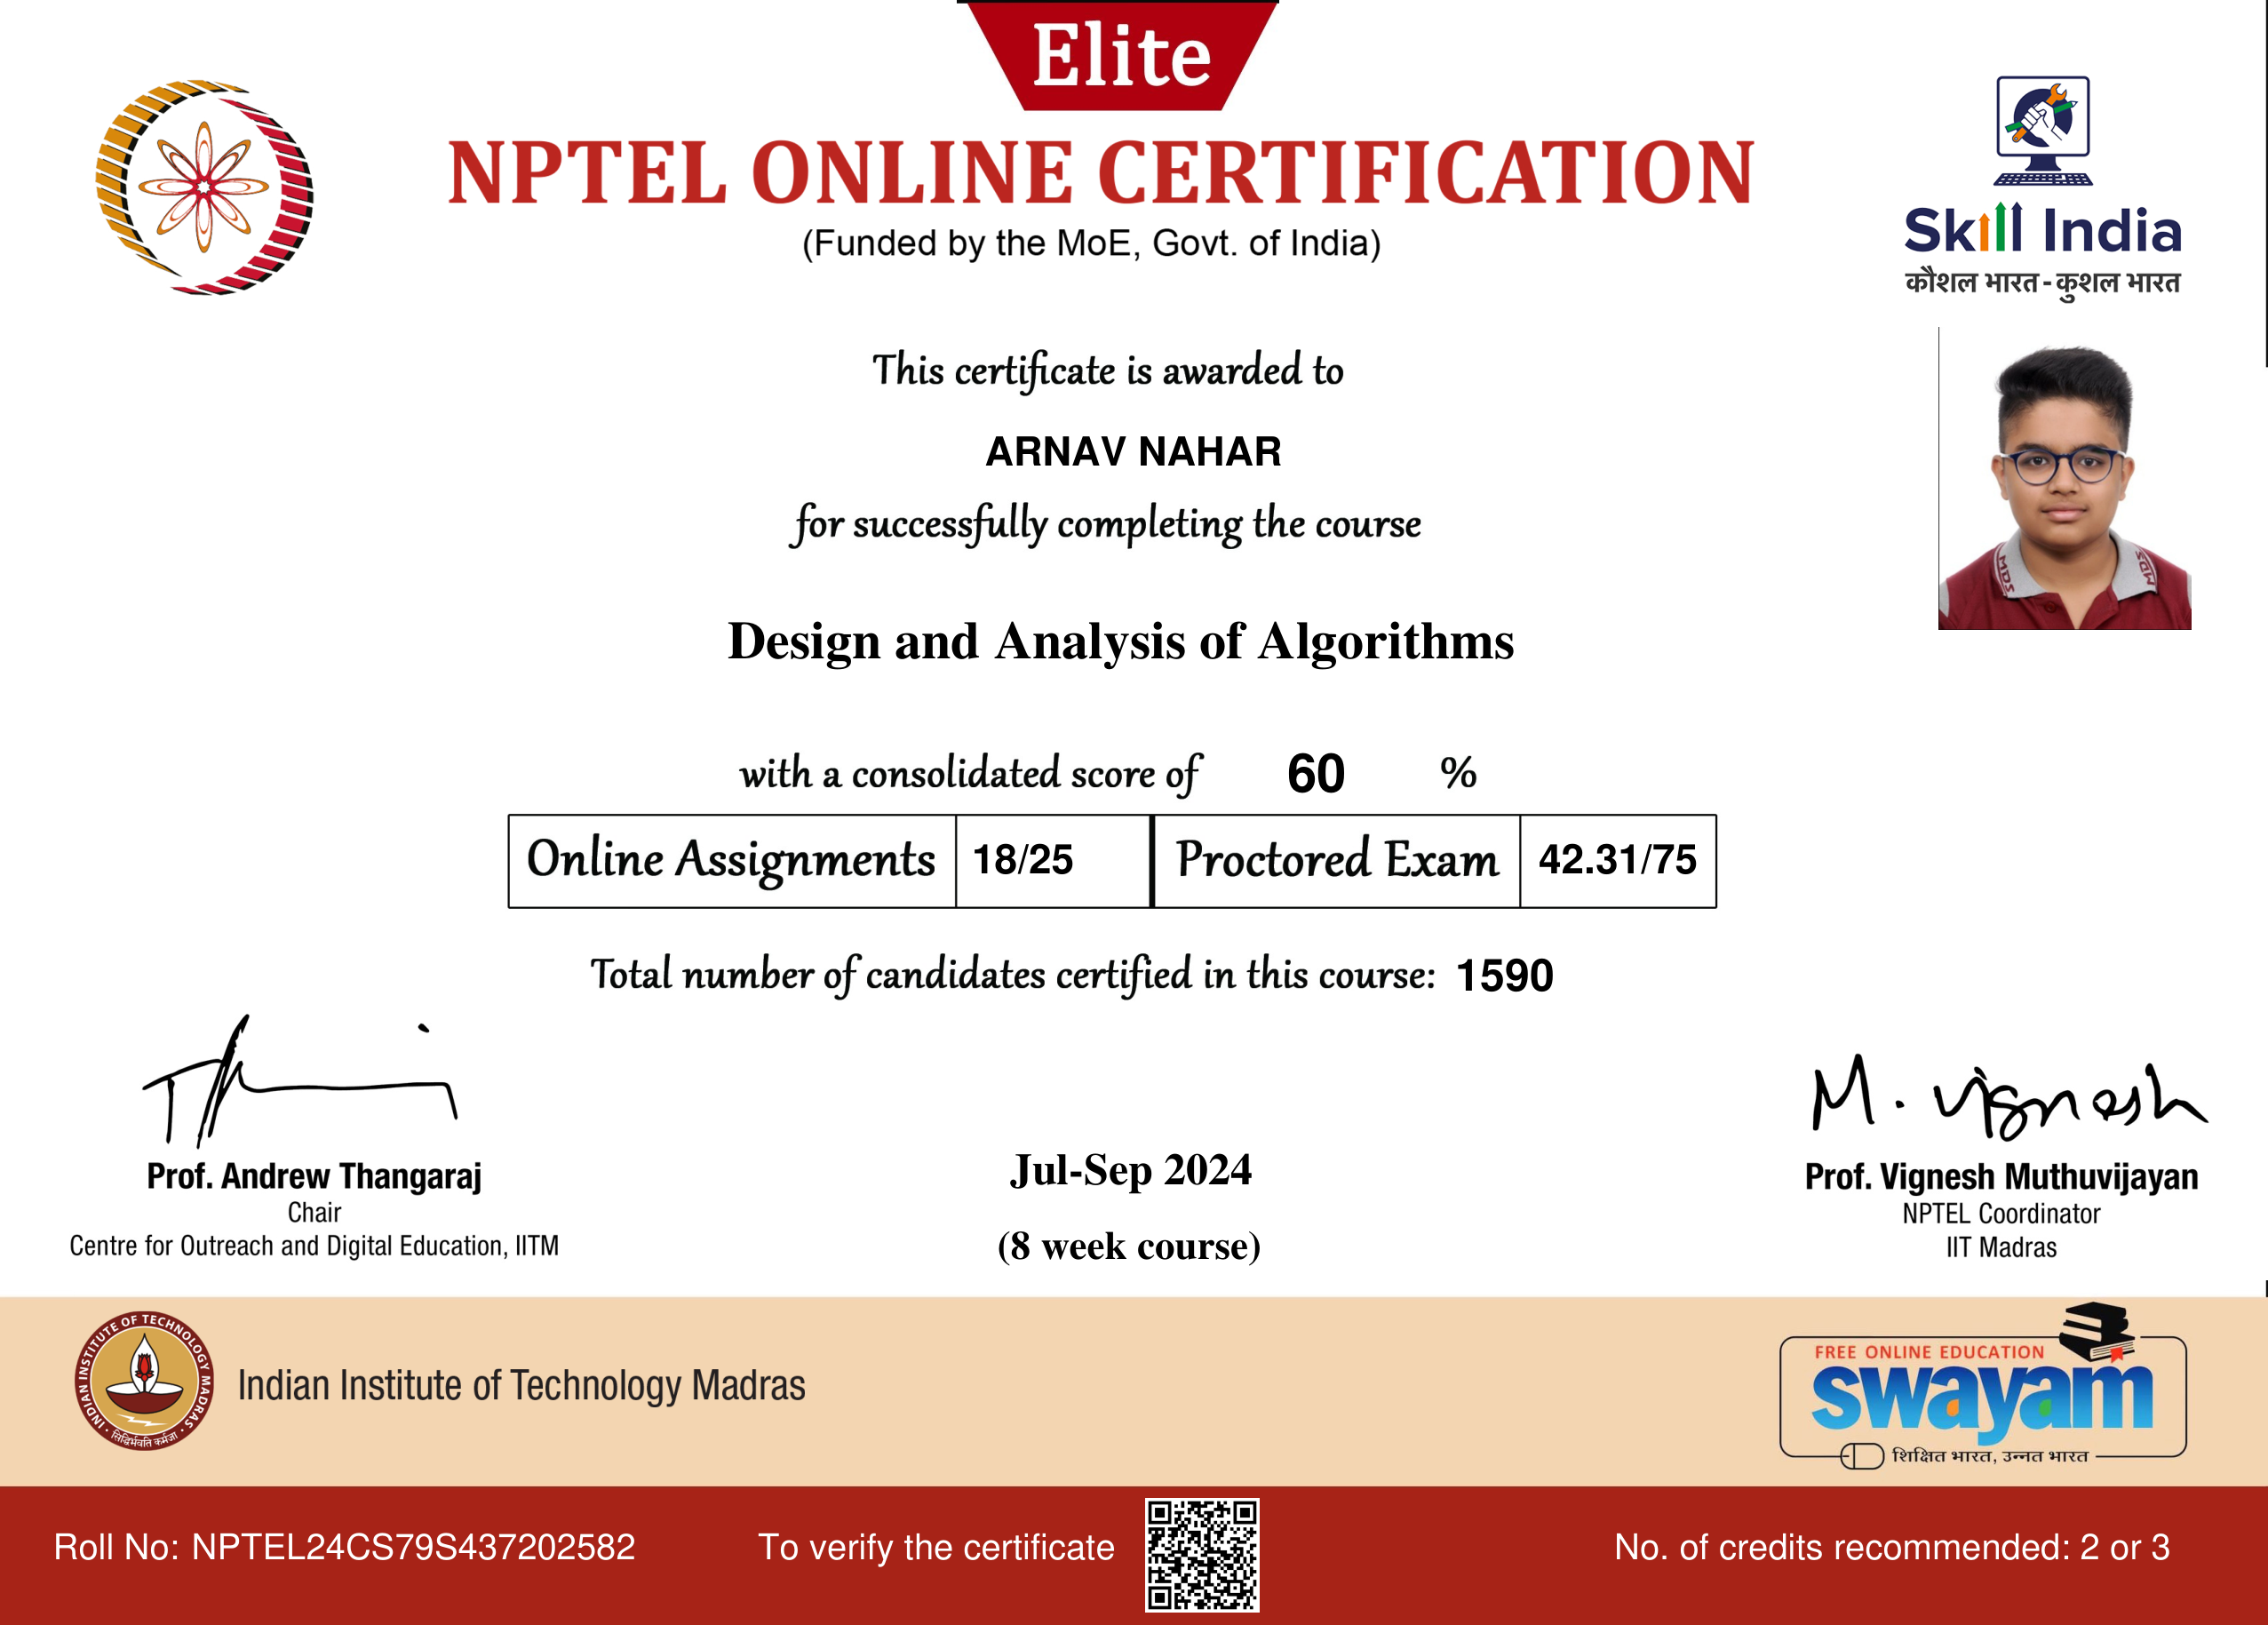 Elite
NPTEL ONLINE CERTIFICATION
(Funded by the MoE, Govt. of India)
Skill India
कौशल भारत - कुशल भारत
This certificate is awarded to
ARNAV NAHAR
for successfully completing the course
MDS
MDS
Design and Analysis of Algorithms
with a consolidated score of 60 %
Online Assignments 18/25 Proctored Exam 42.31/75
Total number of candidates certified in this course: 1590
M. Vignesh
Prof. Andrew Thangaraj
Chair
Centre for Outreach and Digital Education, IITM
Jul-Sep 2024
(8 week course)
Prof. Vignesh Muthuvijayan
NPTEL Coordinator
IIT Madras
INDIAN INSTITUTE OF TECHNOLOGY MADRAS
सिद्धिर्भवति कर्मजा
Indian Institute of Technology Madras
FREE ONLINE EDUCATION
swayam
शिक्षित भारत, उन्नत भारत
Roll No: NPTEL24CS79S437202582
To verify the certificate
No. of credits recommended: 2 or 3